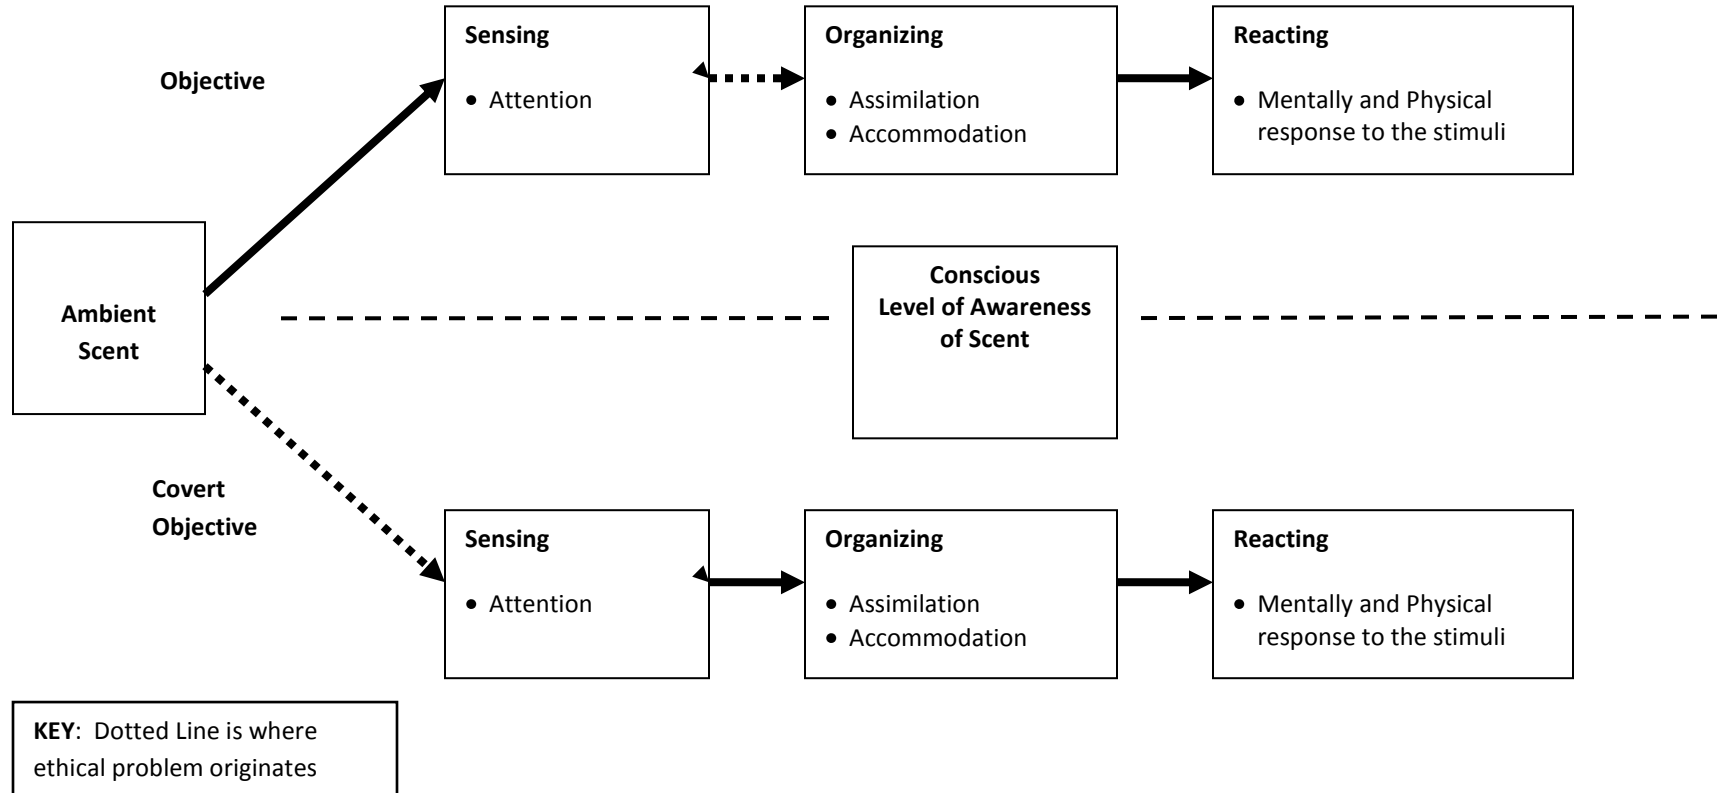 Objective
Sensing
• Attention
Organizing
• Assimilation
• Accommodation
Reacting
• Mentally and Physical
response to the stimuli
Ambient
Scent
Conscious
Level of Awareness
of Scent
Covert
Objective
Sensing
• Attention
Organizing
• Assimilation
• Accommodation
Reacting
• Mentally and Physical
response to the stimuli
KEY: Dotted Line is where
ethical problem originates